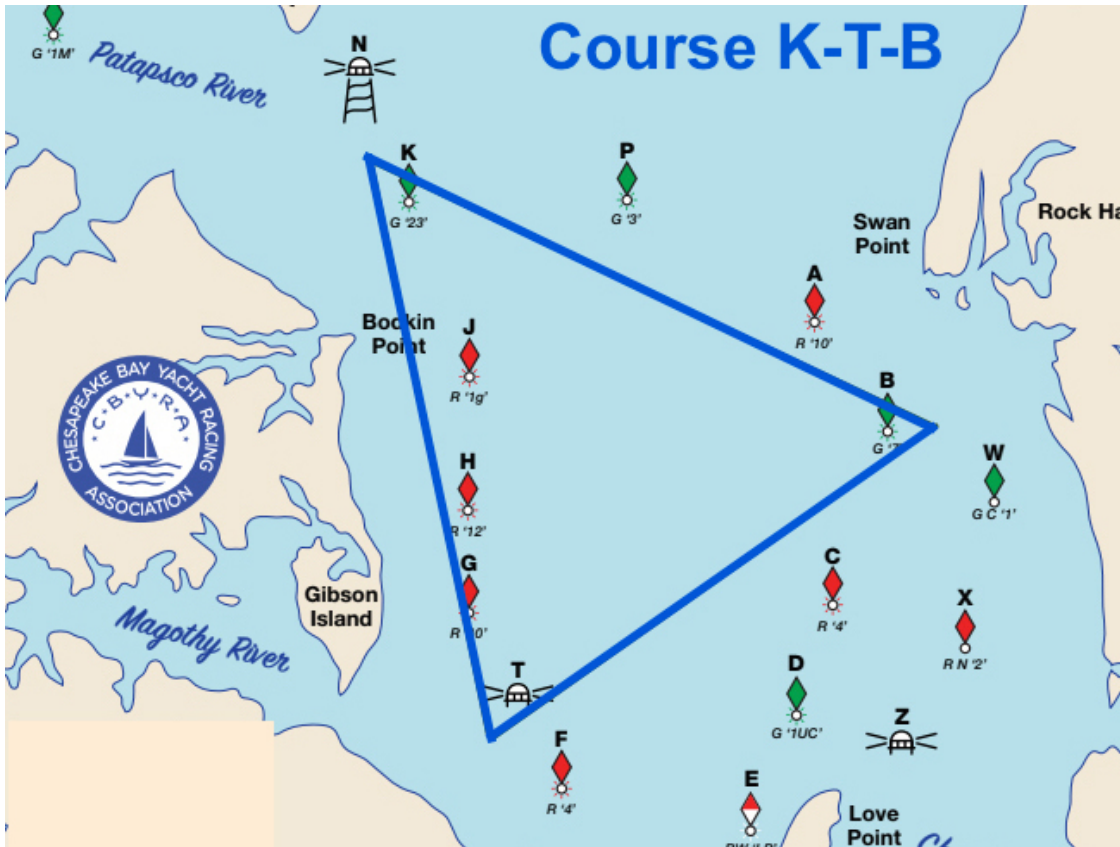 Course K-T-B
G '1M'
Patapsco River
N
K
G '23'
P
G '3'
Swan
Point
Rock Ha
A
R '10'
Bodkin
Point
J
R '1g'
B
G '7'
W
G C '1'
CHESAPEAKE BAY YACHT RACING
C★B★Y★R★A
ASSOCIATION
H
R '12'
G
Gibson
Island
C
R '4'
X
R N '2'
Magothy River
T
D
G '1UC'
Z
F
R '4'
E
Love
Point